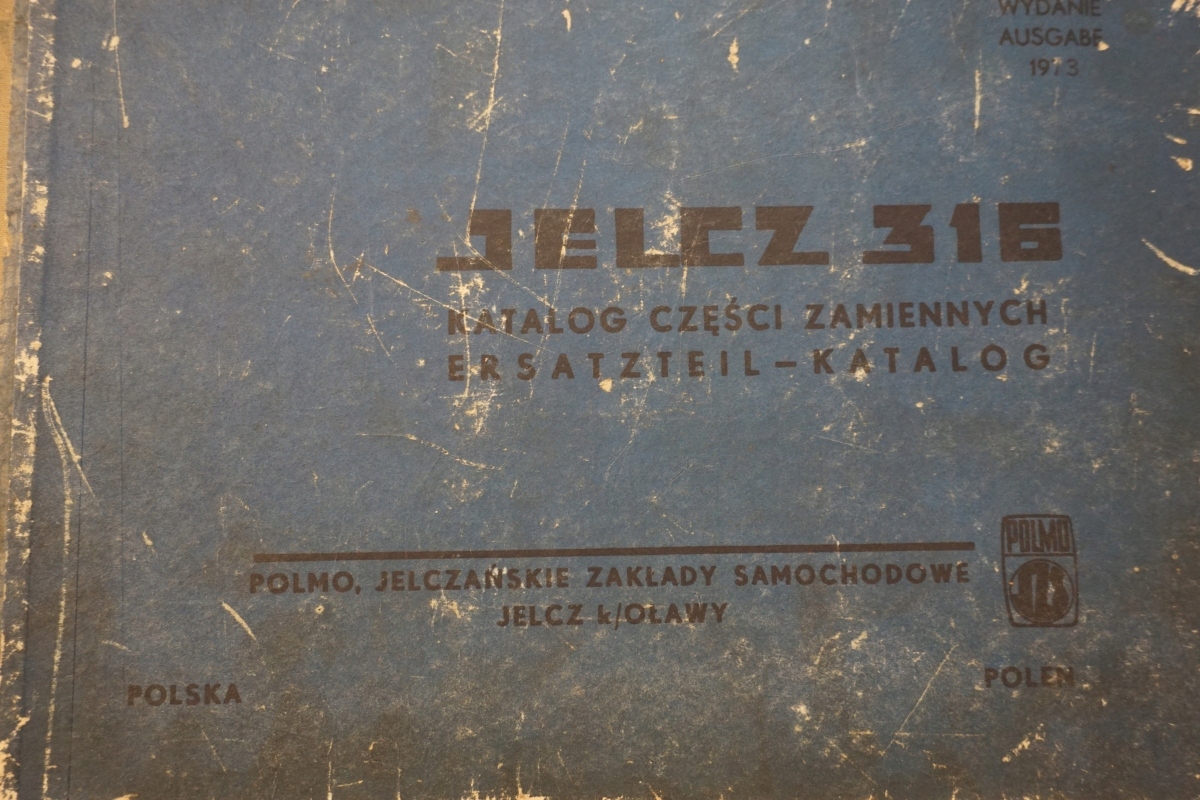 WYDANIE
AUSGABE
1973
JELCZ 316
KATALOG CZĘŚCI ZAMIENNYCH
ERSATZTEIL-KATALOG
POLMO
JZS
POLMO, JELCZAŃSKIE ZAKŁADY SAMOCHODOWE
JELCZ k/OŁAWY
POLSKA
POLEN